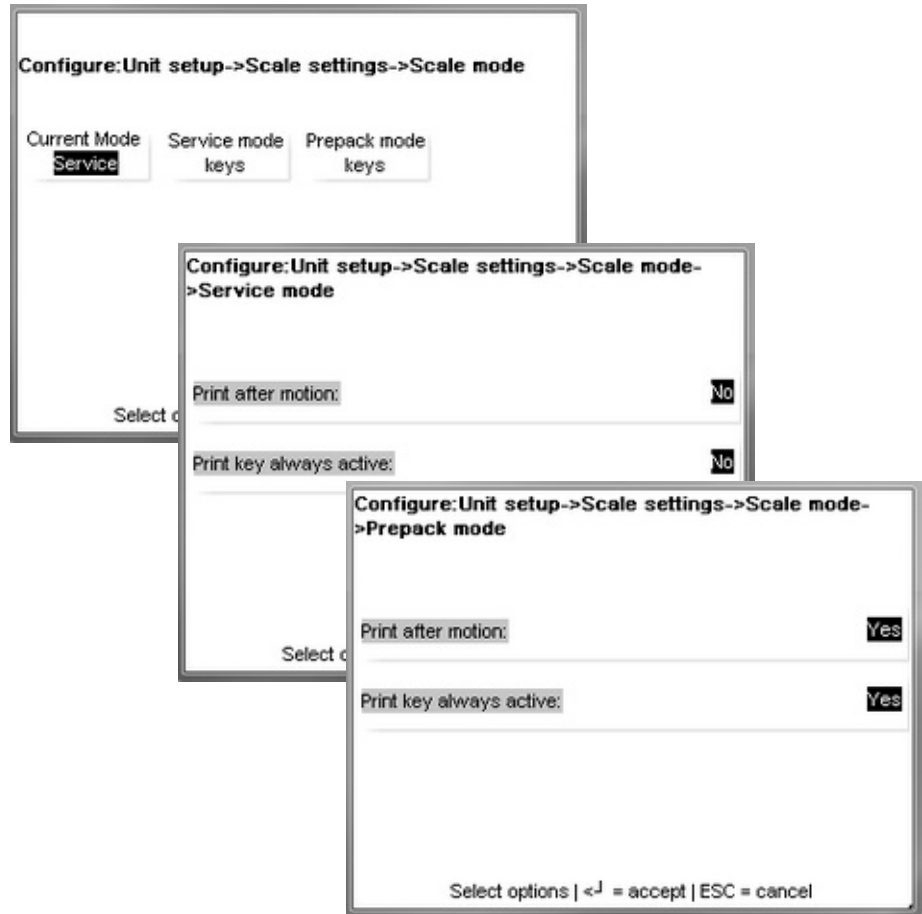 Configure:Unit setup->Scale settings->Scale mode
Current Mode
Service
Service mode
keys
Prepack mode
keys
Select
Configure:Unit setup->Scale settings->Scale mode-
>Service mode
Print after motion:
No
Print key always active:
No
Select
Configure:Unit setup->Scale settings->Scale mode-
>Prepack mode
Print after motion:
Yes
Print key always active:
Yes
Select options | <┘ = accept | ESC = cancel